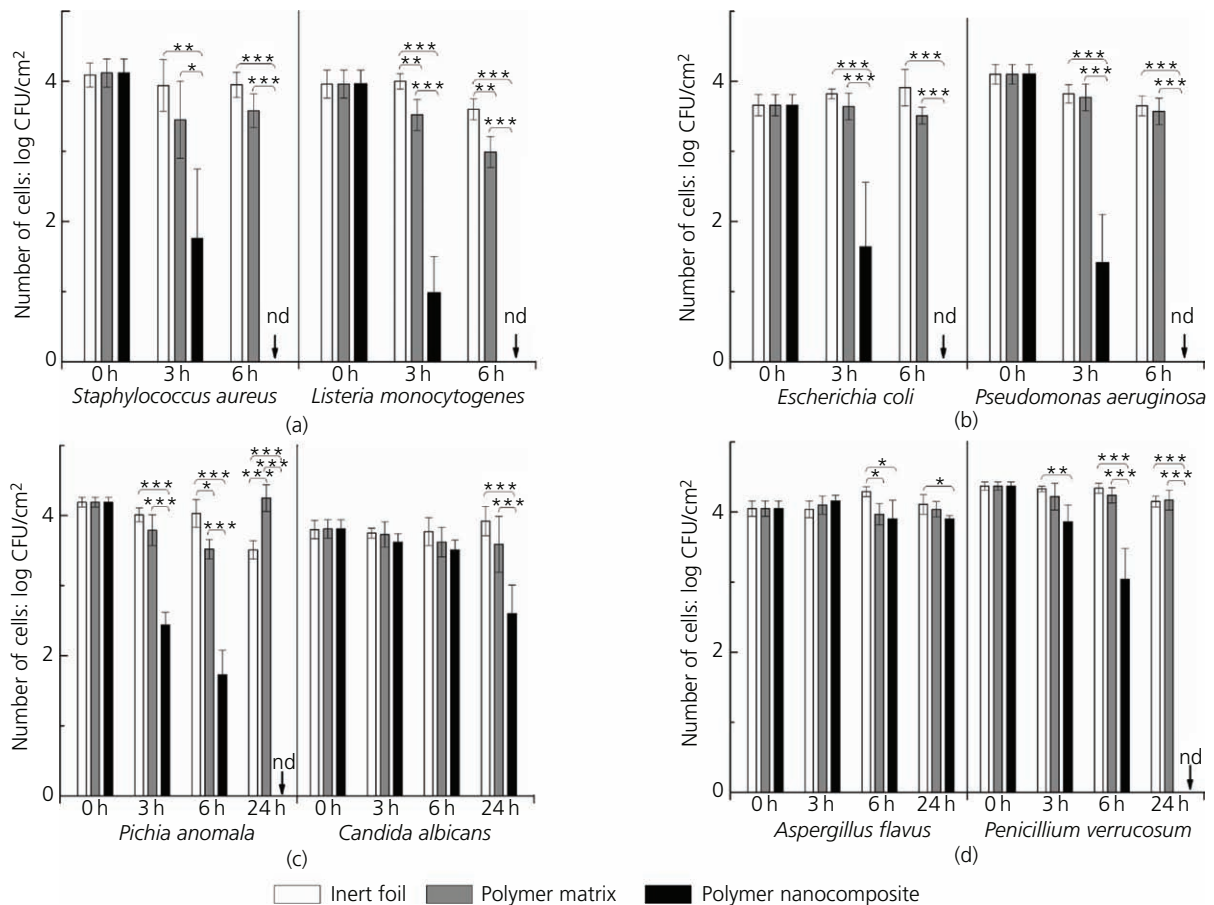 Number of cells: log CFU/cm2
4
2
0
** * *** ***
*** ** *** *** ** ***
nd nd
0 h 3 h 6 h 0 h 3 h 6 h
Staphylococcus aureus Listeria monocytogenes
(a)
Number of cells: log CFU/cm2
4
2
0
*** *** *** ***
*** *** *** ***
nd nd
0 h 3 h 6 h 0 h 3 h 6 h
Escherichia coli Pseudomonas aeruginosa
(b)
Number of cells: log CFU/cm2
4
2
0
*** *** *** * *** *** *** ***
*** ***
nd
0 h 3 h 6 h 24 h 0 h 3 h 6 h 24 h
Pichia anomala Candida albicans
(c)
Number of cells: log CFU/cm2
4
2
0
* * *
** *** *** *** ***
nd
0 h 3 h 6 h 24 h 0 h 3 h 6 h 24 h
Aspergillus flavus Penicillium verrucosum
(d)
Inert foil Polymer matrix Polymer nanocomposite